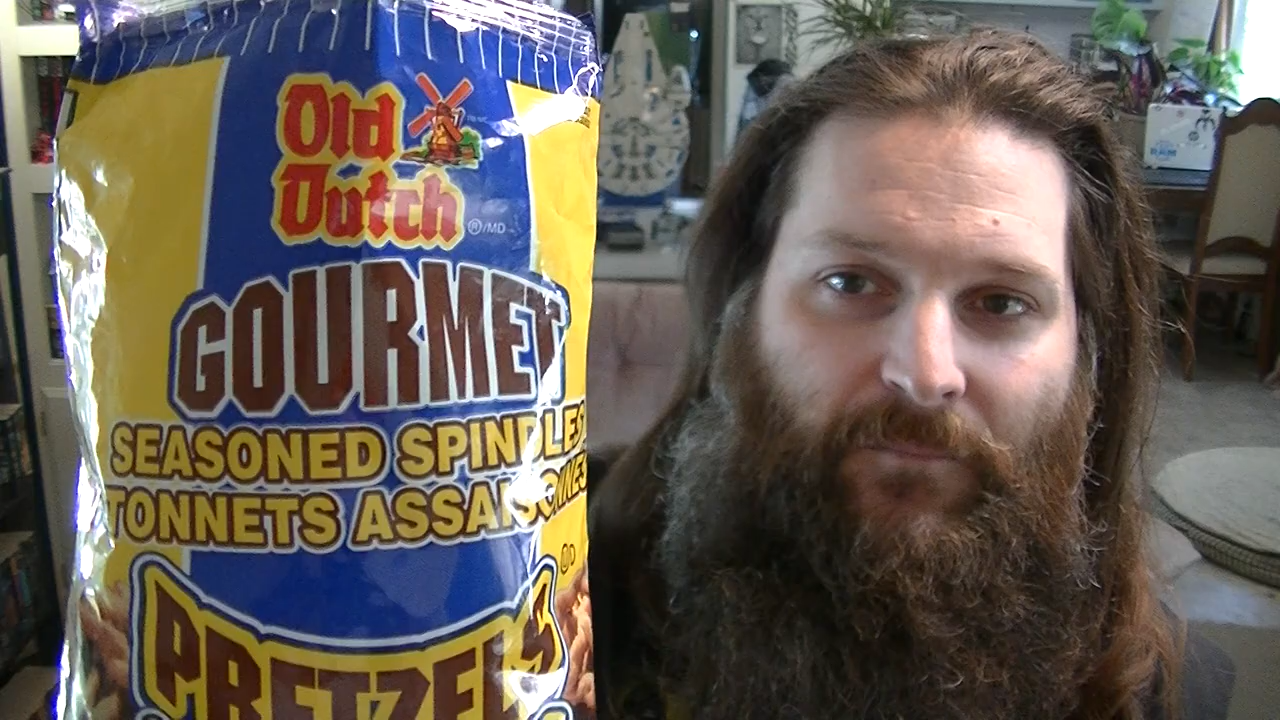 Old
Dutch
®/MD
GOURMET
SEASONED SPINDLES
TONNETS ASSAISONNÉS
PRETZELS